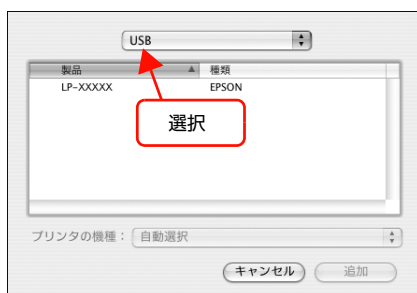 USB
製品 種類
LP-XXXXX EPSON
選択
プリンタの機種： 自動選択
キャンセル 追加